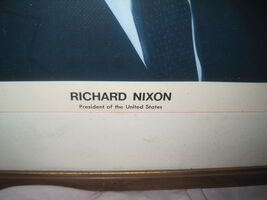 RICHARD NIXON
President of the United States